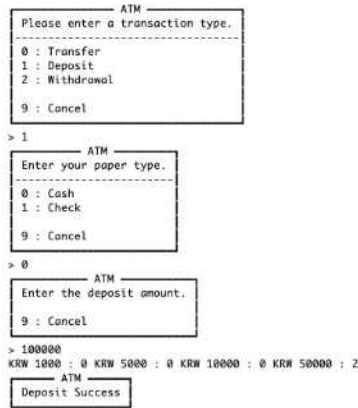 ATM
Please enter a transaction type.
0 : Transfer
1 : Deposit
2 : Withdrawal
9 : Cancel
> 1
ATM
Enter your paper type.
0 : Cash
1 : Check
9 : Cancel
> 0
ATM
Enter the deposit amount.
9 : Cancel
> 100000
KRW 1000 : 0 KRW 5000 : 0 KRW 10000 : 0 KRW 50000 : 2
ATM
Deposit Success